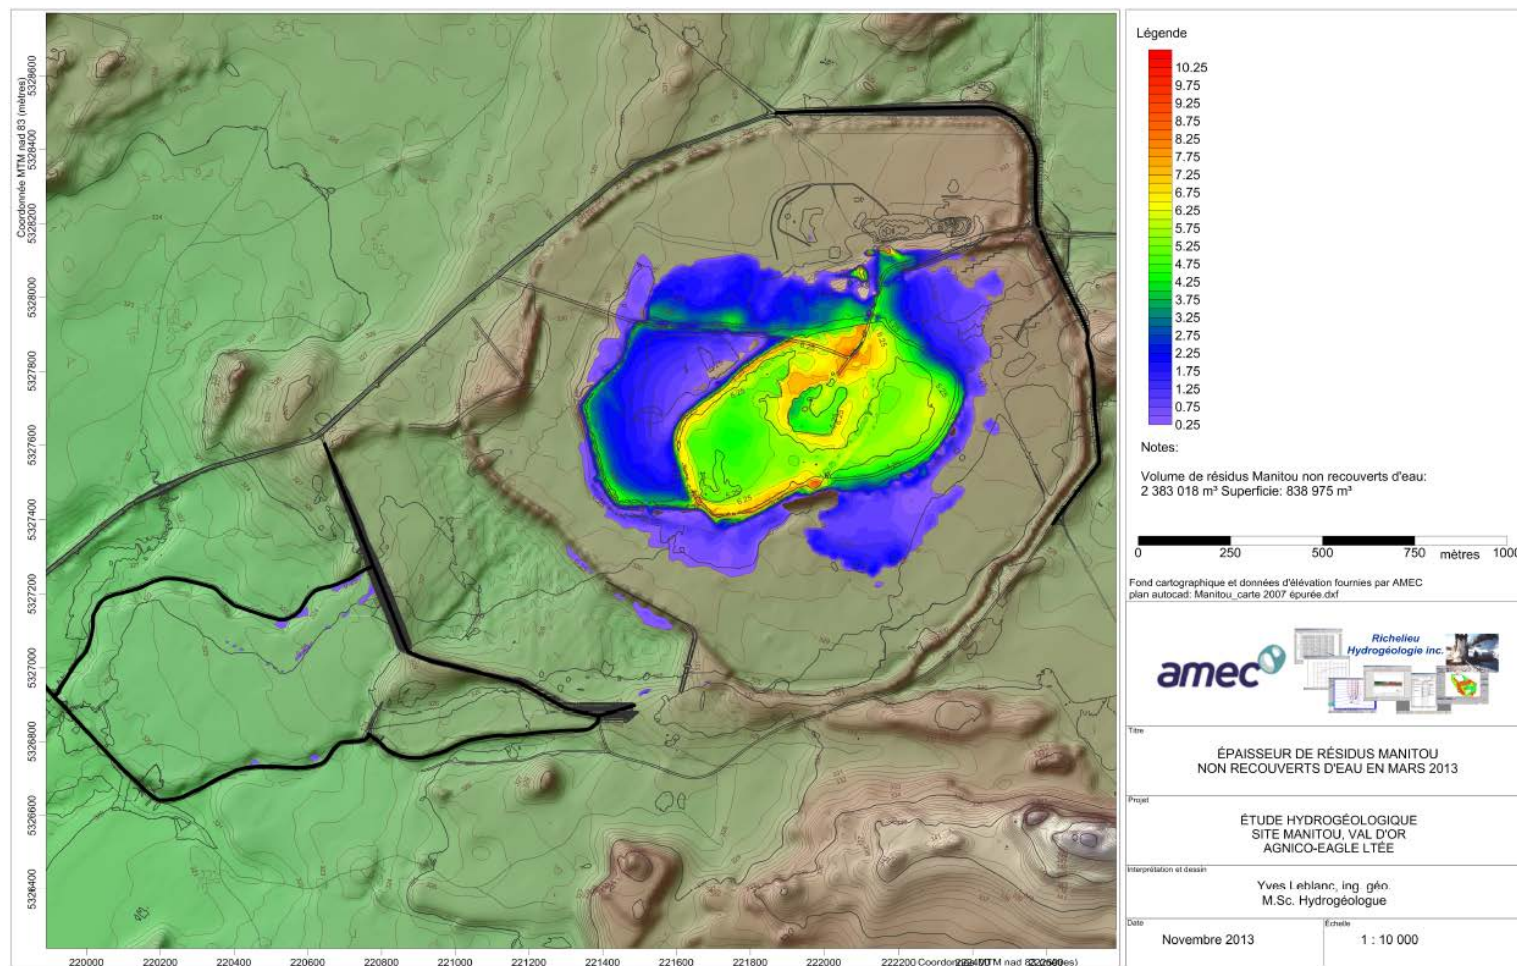 Coordonnée MTM nad 83 (mètres)
5328600
5328400
5328200
5328000
5327800
5327600
5327400
5327200
5327000
5326800
5326600
5326400
220000
220200
220400
220600
220800
221000
221200
221400
221600
221800
222000
222200
Légende
10.25
9.75
9.25
8.75
8.25
7.75
7.25
6.75
6.25
5.75
5.25
4.75
4.25
3.75
3.25
2.75
2.25
1.75
1.25
0.75
0.25
Notes:
Volume de résidus Manitou non recouverts d'eau:
2 383 018 m³ Superficie: 838 975 m³
0 250 500 750 mètres 1000
Fond cartographique et données d'élévation fournies par AMEC
plan autocad: Manitou_carte 2007 épurée.dxf
amec
Richelieu
Hydrogéologie inc.
Titre
ÉPAISSEUR DE RÉSIDUS MANITOU
NON RECOUVERTS D'EAU EN MARS 2013
Projet
ÉTUDE HYDROGÉOLOGIQUE
SITE MANITOU, VAL D'OR
AGNICO-EAGLE LTÉE
Interprétation et dessin
Yves Leblanc, ing. géo.
M.Sc. Hydrogéologue
Date
Novembre 2013
Échelle
1 : 10 000